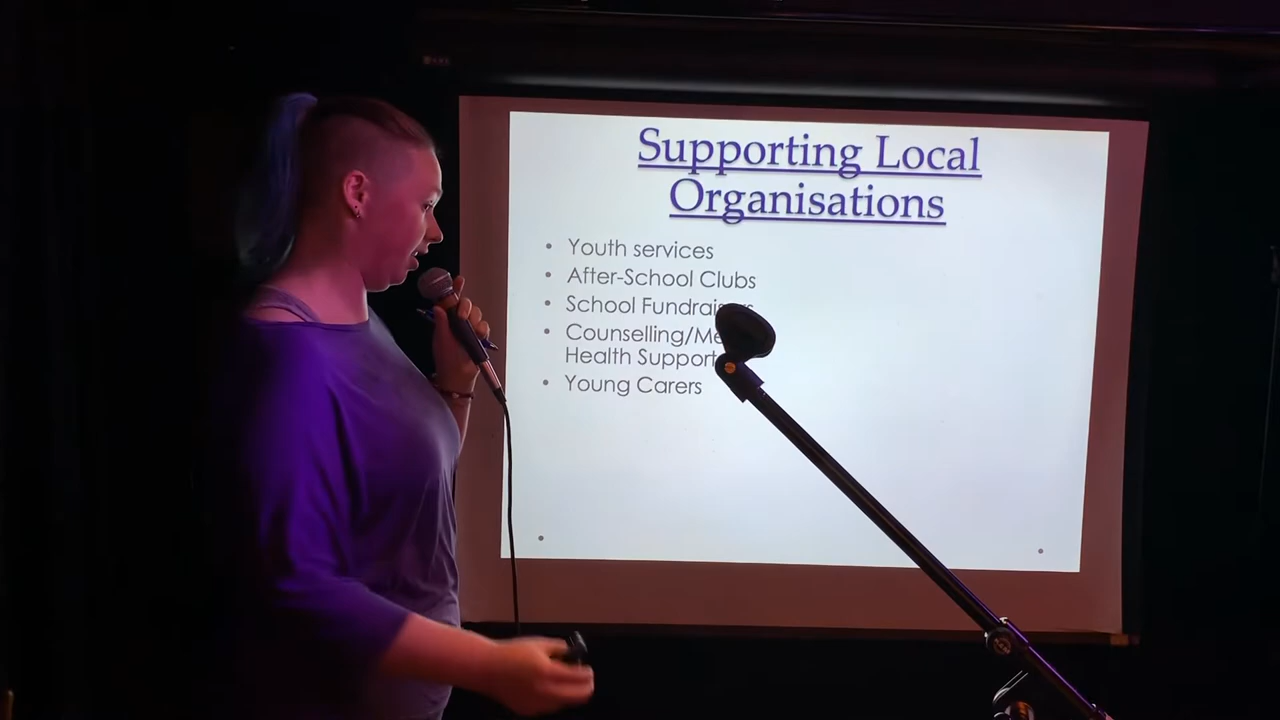 Supporting Local
Organisations
• Youth services
• After-School Clubs
• School
• Counselling/
Health Support
• Young Carers